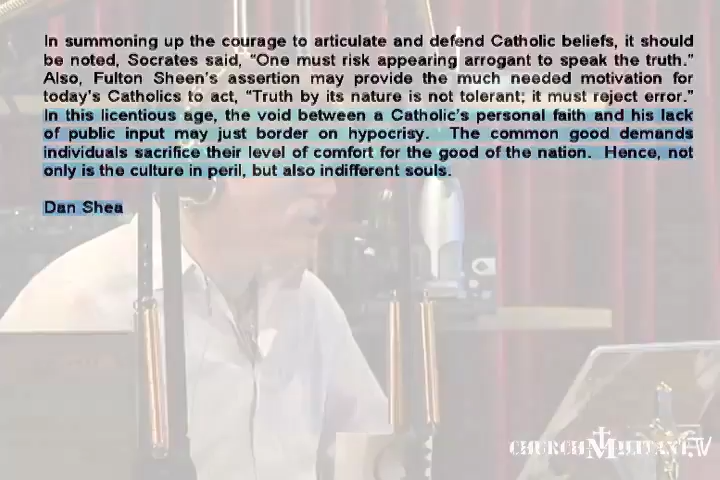 In summoning up the courage to articulate and defend Catholic beliefs, it should
be noted, Socrates said, "One must risk appearing arrogant to speak the truth."
Also, Fulton Sheen's assertion may provide the much needed motivation for
today's Catholics to act, "Truth by its nature is not tolerant; it must reject error."
In this licentious age, the void between a Catholic's personal faith and his lack
of public input may just border on hypocrisy. The common good demands
individuals sacrifice their level of comfort for the good of the nation. Hence, not
only is the culture in peril, but also indifferent souls.
Dan Shea
CHURCH MILITANT.TV